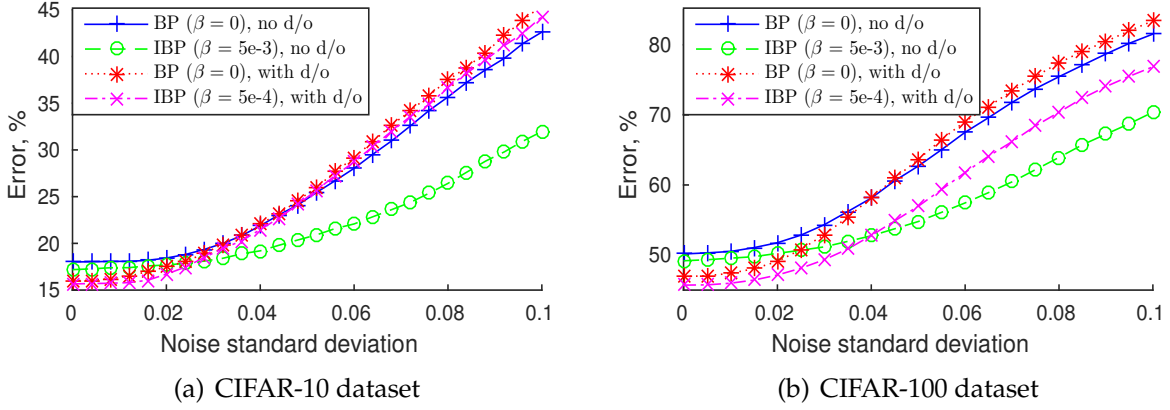 45
40
35
30
25
20
15
Error, %
BP (β = 0), no d/o
IBP (β = 5e-3), no d/o
BP (β = 0), with d/o
IBP (β = 5e-4), with d/o
0 0.02 0.04 0.06 0.08 0.1
Noise standard deviation
(a) CIFAR-10 dataset
80
70
60
50
Error, %
BP (β = 0), no d/o
IBP (β = 5e-3), no d/o
BP (β = 0), with d/o
IBP (β = 5e-4), with d/o
0 0.02 0.04 0.06 0.08 0.1
Noise standard deviation
(b) CIFAR-100 dataset